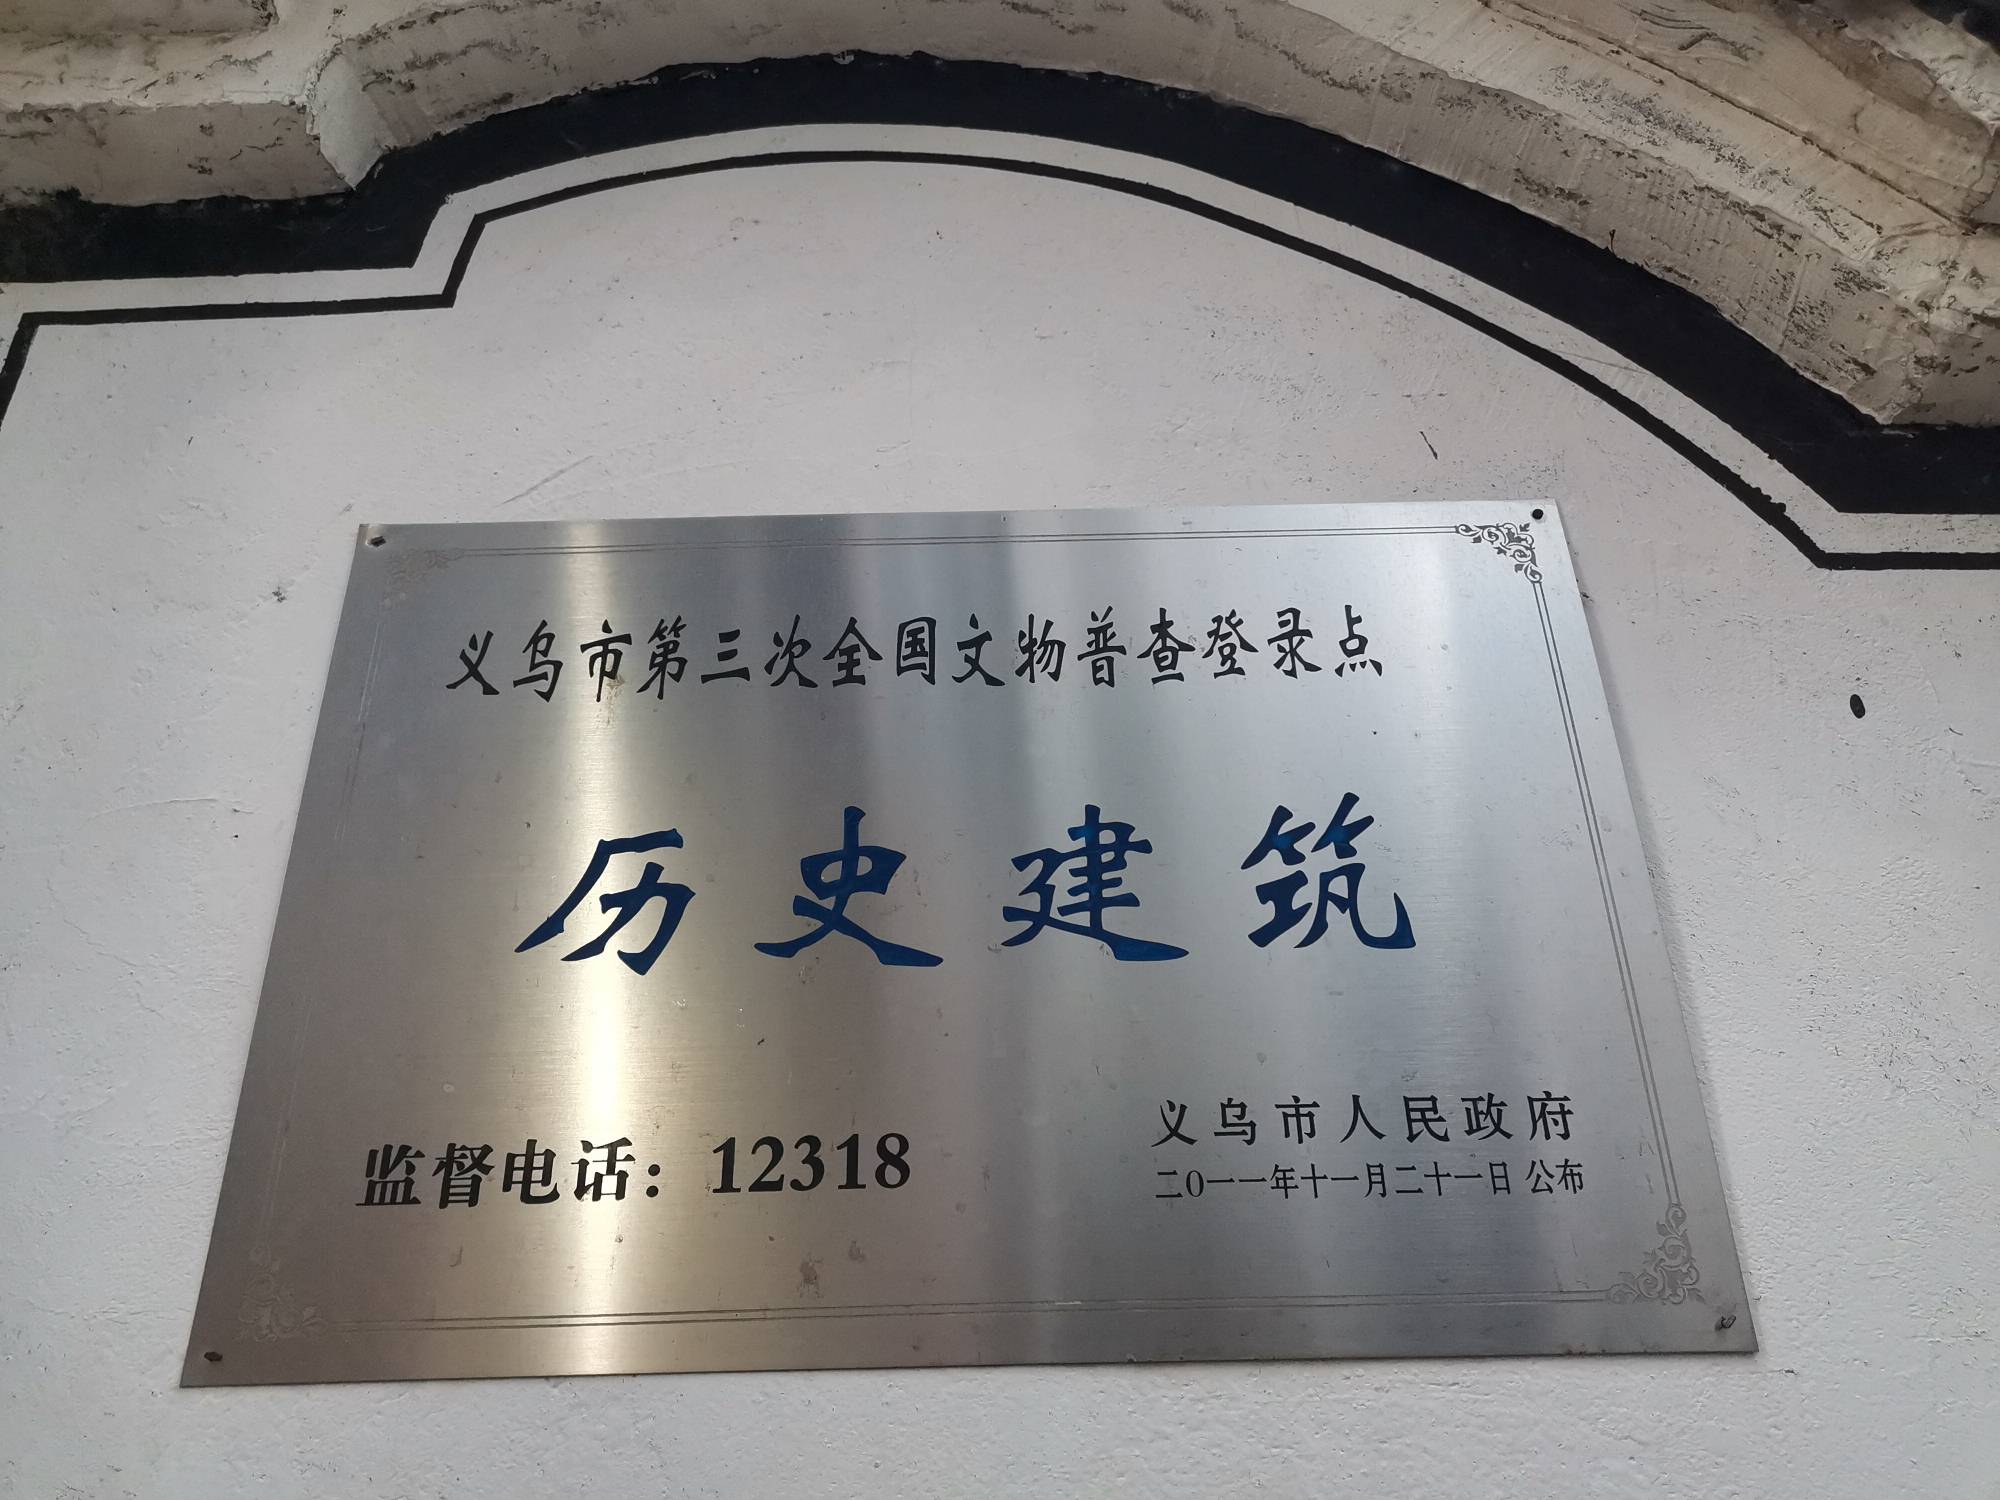 义乌市第三次全国文物普查登录点
历史建筑
监督电话：12318
义乌市人民政府
二〇一一年十一月二十一日 公布